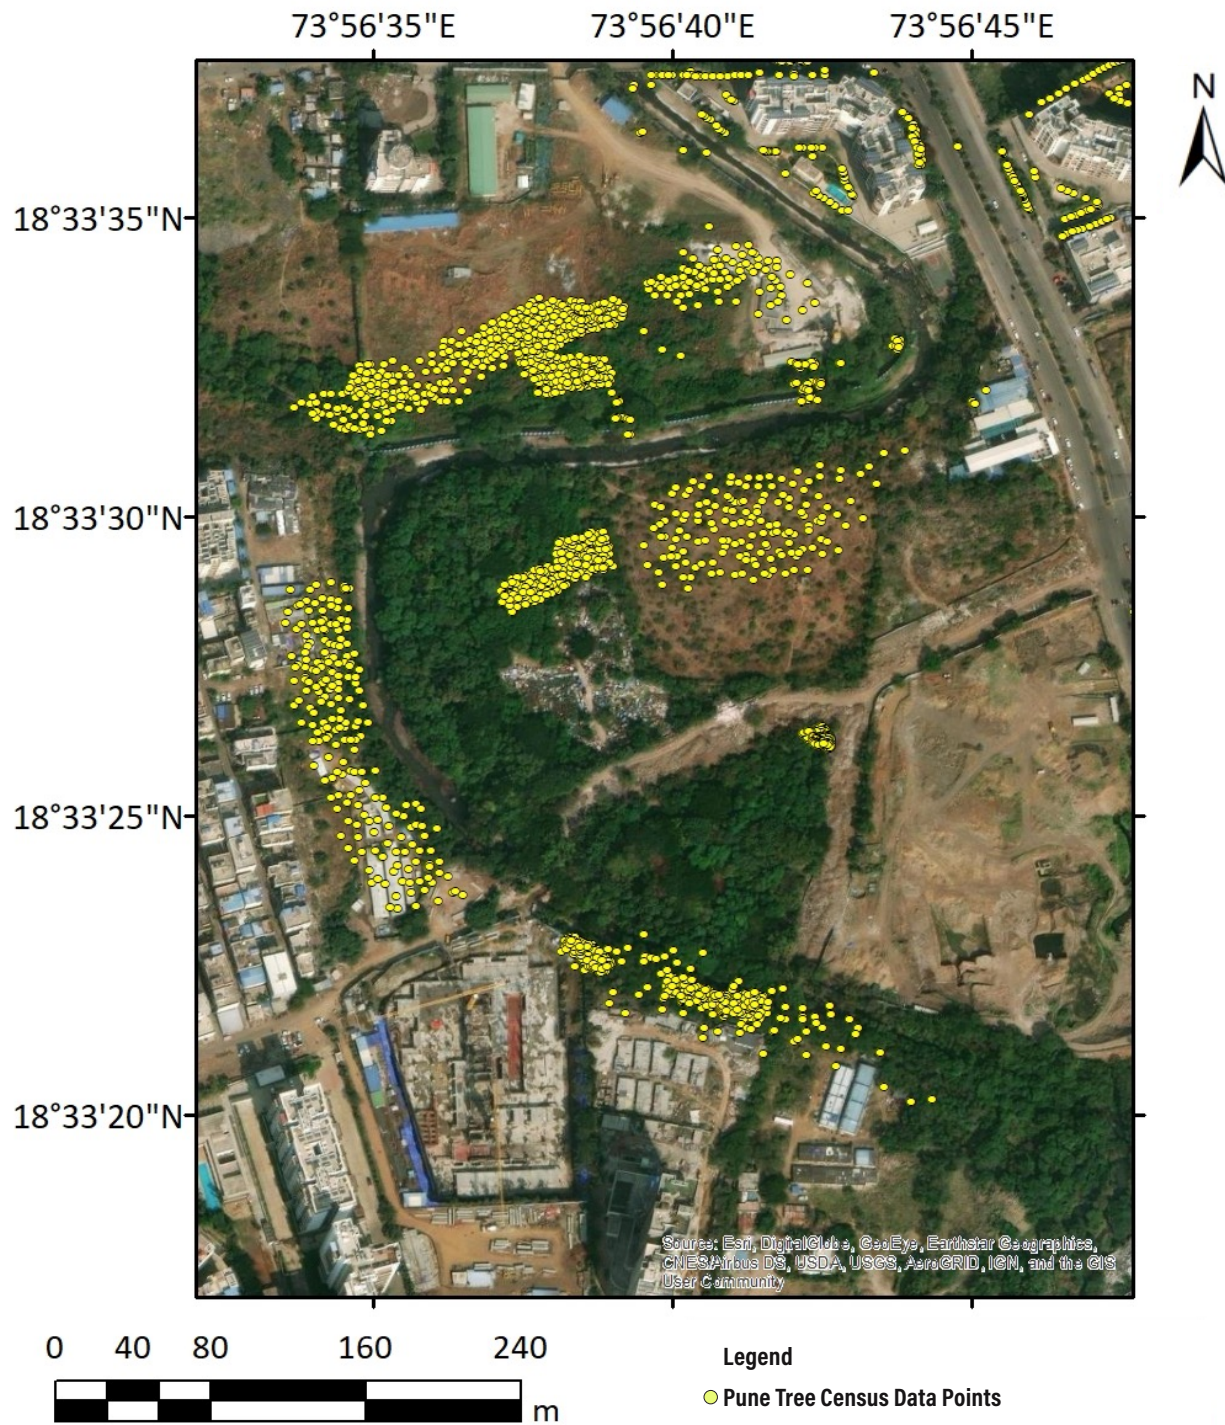 73°56'35"E 73°56'40"E 73°56'45"E
N
18°33'35"N
18°33'30"N
18°33'25"N
18°33'20"N
Source: Esri, DigitalGlobe, GeoEye, Earthstar Geographics,
CNES/Airbus DS, USDA, USGS, AeroGRID, IGN, and the GIS
User Community
0 40 80 160 240
m
Legend
Pune Tree Census Data Points